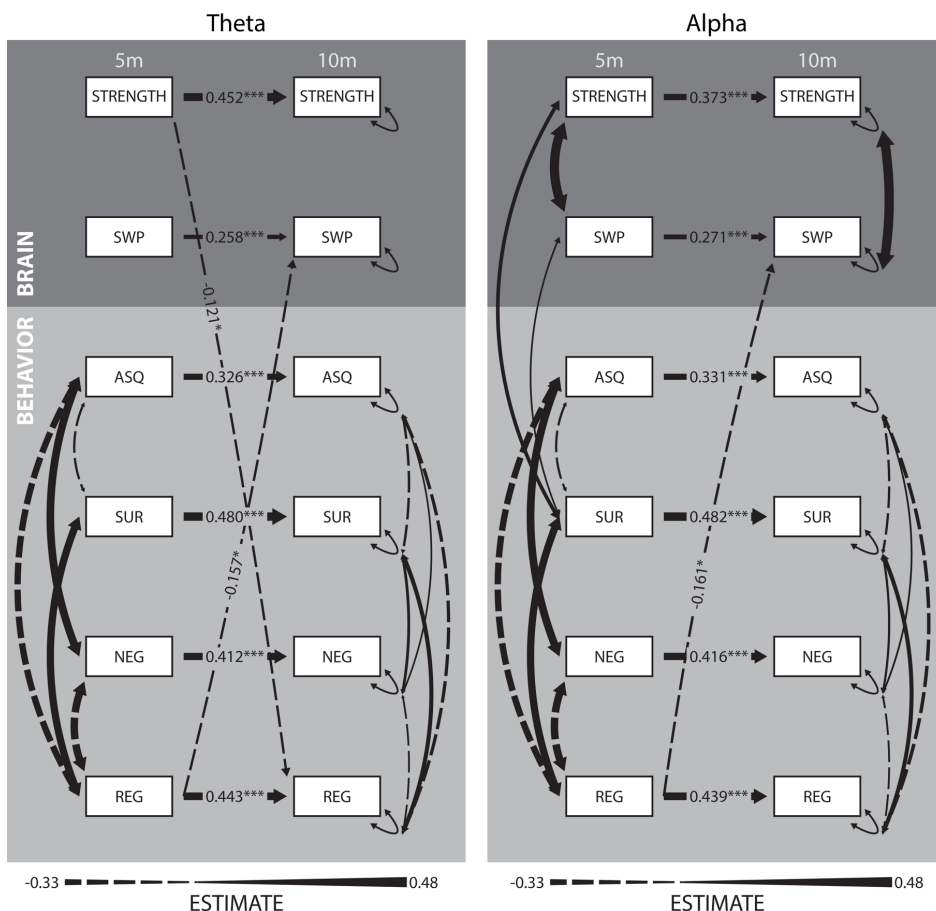 Theta
5m 10m
STRENGTH 0.452*** STRENGTH
SWP 0.258*** SWP
-0.121*
BRAIN
BEHAVIOR
ASQ 0.326*** ASQ
SUR 0.480*** SUR
-0.157*
NEG 0.412*** NEG
REG 0.443*** REG
-0.33 0.48
ESTIMATE
Alpha
5m 10m
STRENGTH 0.373*** STRENGTH
SWP 0.271*** SWP
ASQ 0.331*** ASQ
SUR 0.482*** SUR
-0.161*
NEG 0.416*** NEG
REG 0.439*** REG
-0.33 0.48
ESTIMATE